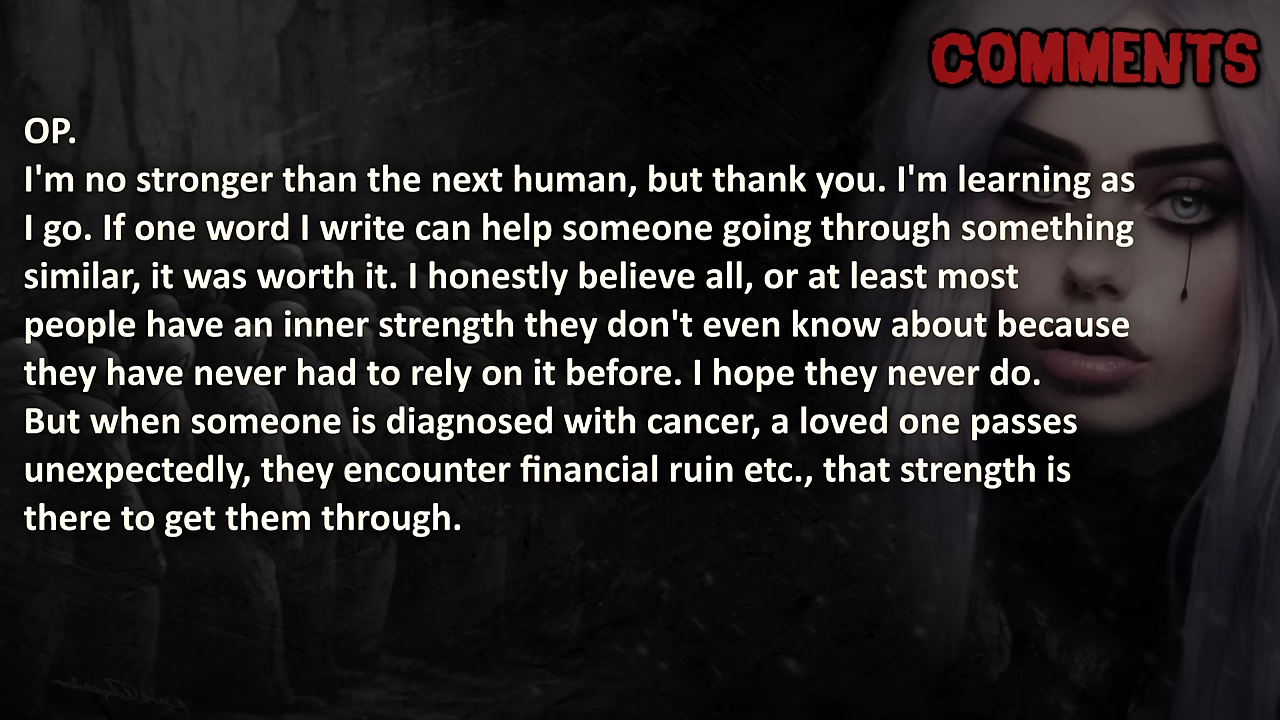 COMMENTS
OP.
I'm no stronger than the next human, but thank you. I'm learning as
I go. If one word I write can help someone going through something
similar, it was worth it. I honestly believe all, or at least most
people have an inner strength they don't even know about because
they have never had to rely on it before. I hope they never do.
But when someone is diagnosed with cancer, a loved one passes
unexpectedly, they encounter financial ruin etc., that strength is
there to get them through.